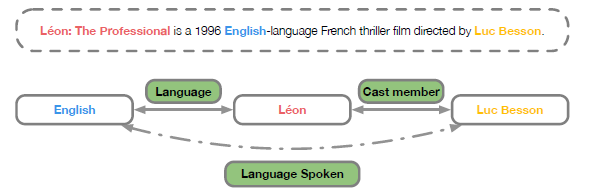 Léon: The Professional is a 1996 English-language French thriller film directed by Luc Besson.
Language Cast member
English Léon Luc Besson
Language Spoken